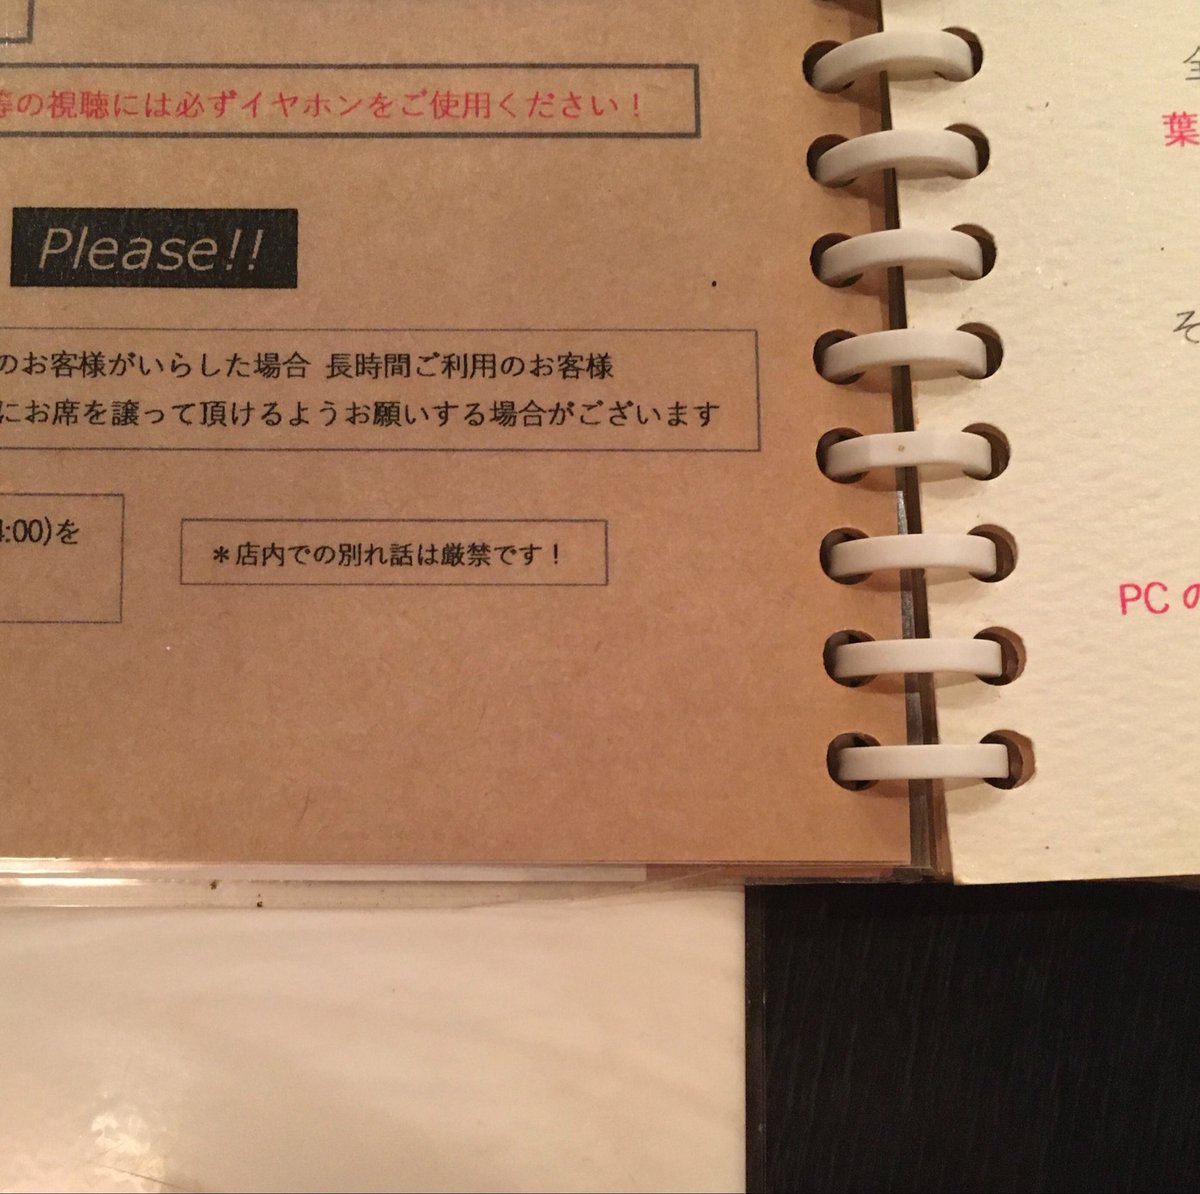 等の視聴には必ずイヤホンをご使用ください！
Please!!
のお客様がいらした場合 長時間ご利用のお客様
にお席を譲って頂けるようお願いする場合がございます
:00)を
＊店内での別れ話は厳禁です！
全
葉
そ
PCの